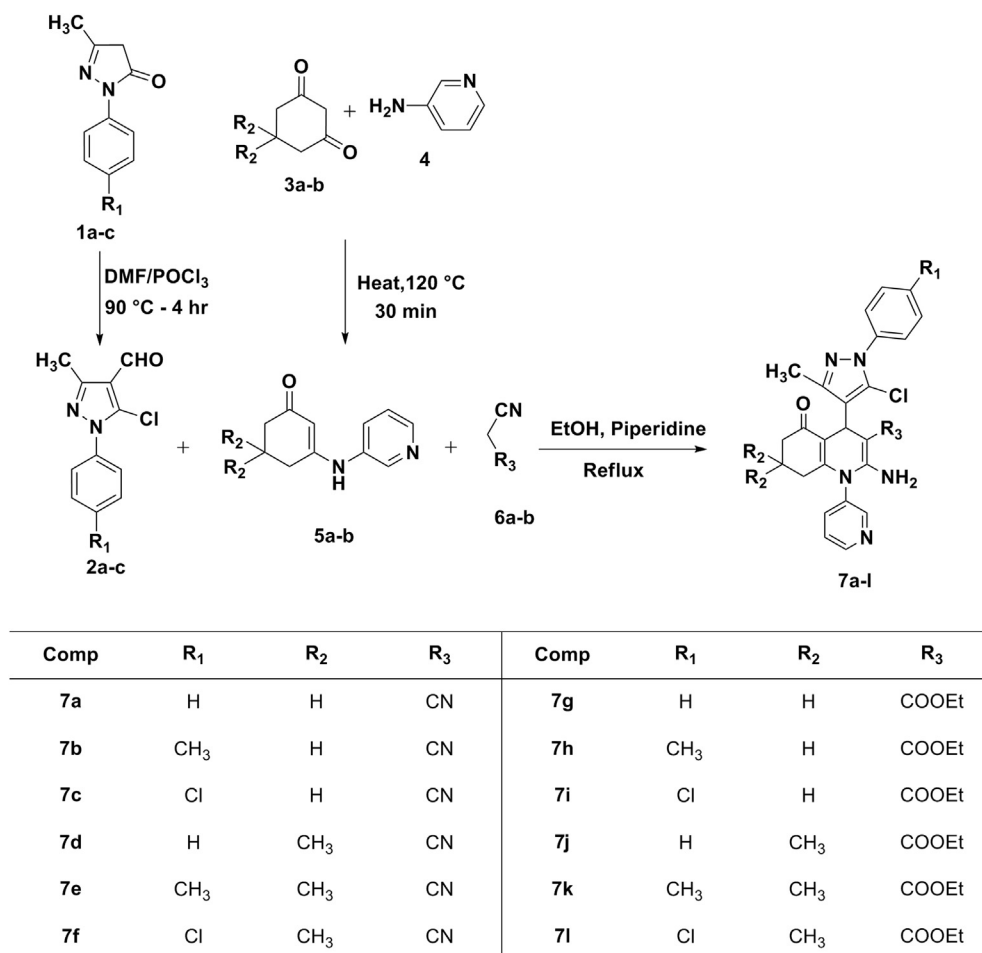 H₃C
N
N
O
R₁
1a-c
O
R₂
R₂
O
3a-b
+
H₂N
N
4
DMF/POCl₃
90 °C - 4 hr
Heat,120 °C
30 min
H₃C
CHO
N
N
Cl
R₁
2a-c
+
O
R₂
R₂
N
H
N
5a-b
+
CN
R₃
6a-b
EtOH, Piperidine
Reflux
R₁
N
N
H₃C
Cl
O
R₃
R₂
R₂
N
NH₂
N
7a-l
Comp R₁ R₂ R₃ Comp R₁ R₂ R₃
7a H H CN 7g H H COOEt
7b CH₃ H CN 7h CH₃ H COOEt
7c Cl H CN 7i Cl H COOEt
7d H CH₃ CN 7j H CH₃ COOEt
7e CH₃ CH₃ CN 7k CH₃ CH₃ COOEt
7f Cl CH₃ CN 7l Cl CH₃ COOEt